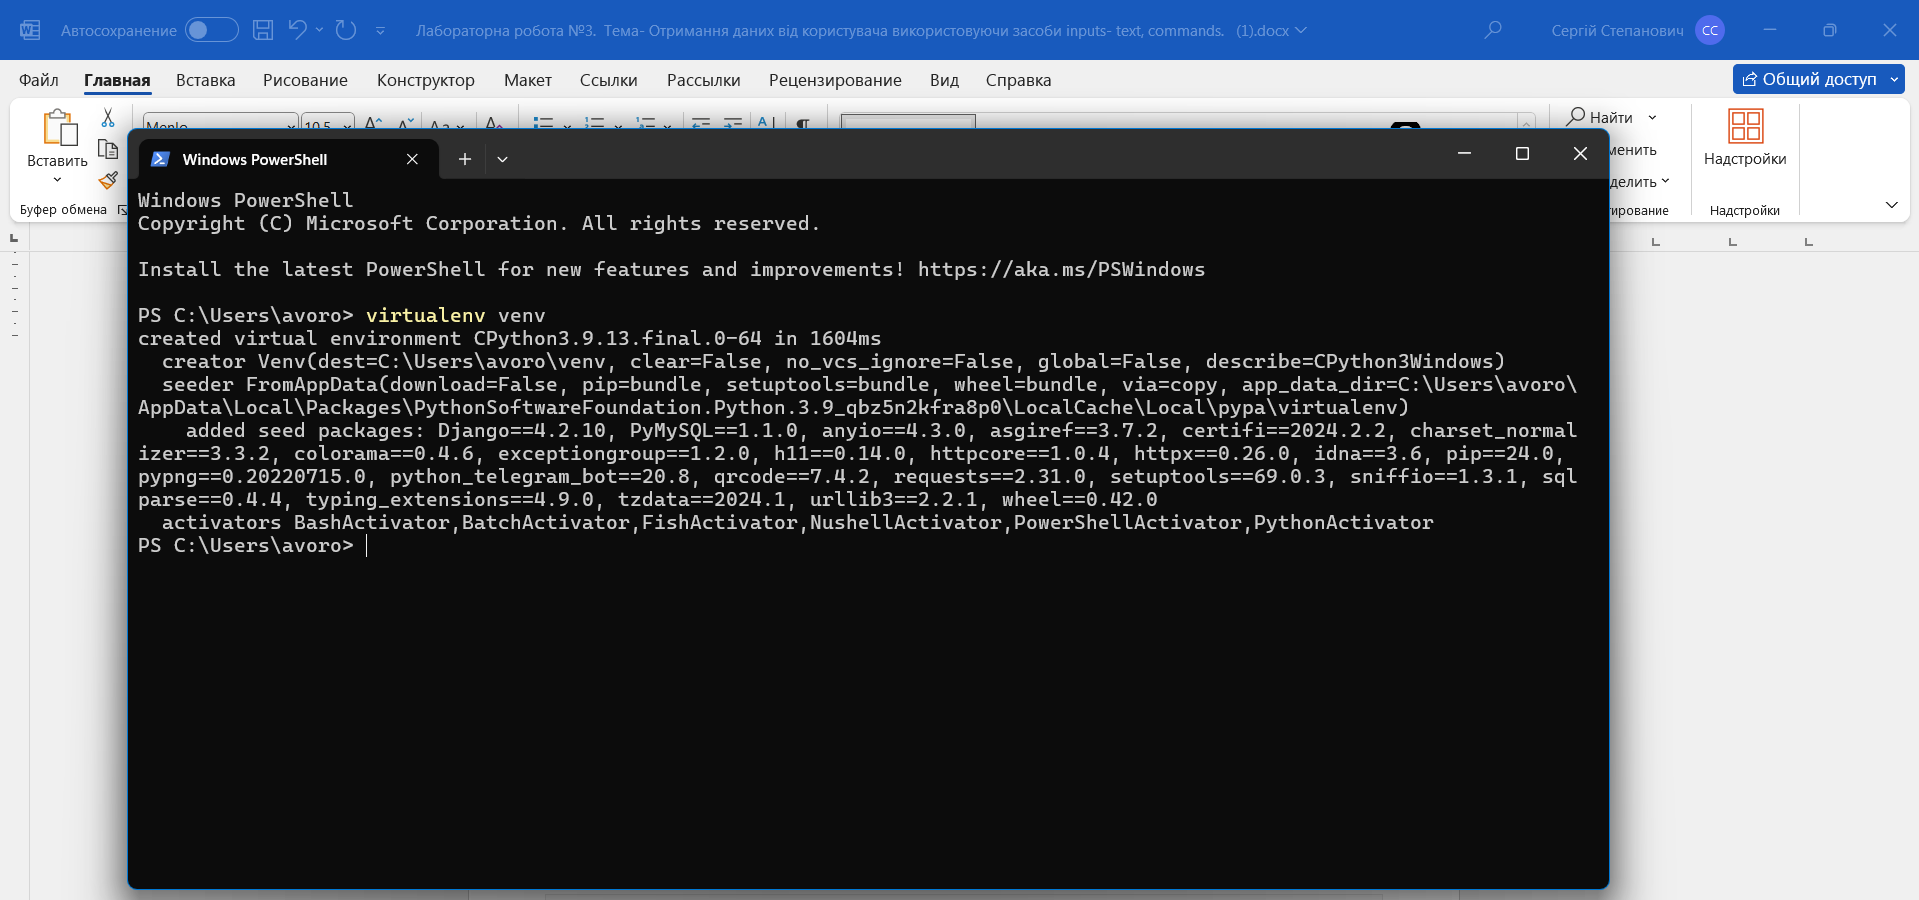 Автосохранение
Лабораторна робота №3. Тема- Отримання даних від користувача використовуючи засоби inputs- text, commands. (1).docx
Сергій Степанович
СС
Файл Главная Вставка Рисование Конструктор Макет Ссылки Рассылки Рецензирование Вид Справка
Общий доступ
Вставить
Буфер обмена
Menlo
10,5
Найти
менить
делить
ирование
Надстройки
Надстройки
Windows PowerShell
Windows PowerShell
Copyright (C) Microsoft Corporation. All rights reserved.
Install the latest PowerShell for new features and improvements! https://aka.ms/PSWindows
PS C:\Users\avoro> virtualenv venv
created virtual environment CPython3.9.13.final.0-64 in 1604ms
creator Venv(dest=C:\Users\avoro\venv, clear=False, no_vcs_ignore=False, global=False, describe=CPython3Windows)
seeder FromAppData(download=False, pip=bundle, setuptools=bundle, wheel=bundle, via=copy, app_data_dir=C:\Users\avoro\
AppData\Local\Packages\PythonSoftwareFoundation.Python.3.9_qbz5n2kfra8p0\LocalCache\Local\pypa\virtualenv)
added seed packages: Django==4.2.10, PyMySQL==1.1.0, anyio==4.3.0, asgiref==3.7.2, certifi==2024.2.2, charset_normal
izer==3.3.2, colorama==0.4.6, exceptiongroup==1.2.0, h11==0.14.0, httpcore==1.0.4, httpx==0.26.0, idna==3.6, pip==24.0,
pypng==0.20220715.0, python_telegram_bot==20.8, qrcode==7.4.2, requests==2.31.0, setuptools==69.0.3, sniffio==1.3.1, sql
parse==0.4.4, typing_extensions==4.9.0, tzdata==2024.1, urllib3==2.2.1, wheel==0.42.0
activators BashActivator,BatchActivator,FishActivator,NushellActivator,PowerShellActivator,PythonActivator
PS C:\Users\avoro>